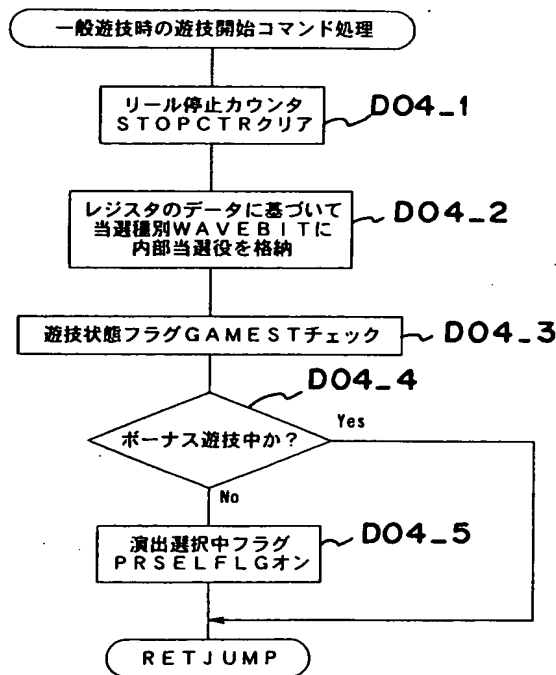 一般遊技時の遊技開始コマンド処理
リール停止カウンタ
STOPCTRクリア
D04_1
レジスタのデータに基づいて
当選種別WAVEBITに
内部当選役を格納
D04_2
遊技状態フラグGAMESTチェック
D04_3
D04_4
ボーナス遊技中か?
Yes
No
演出選択中フラグ
PRSELFLGオン
D04_5
RETJUMP